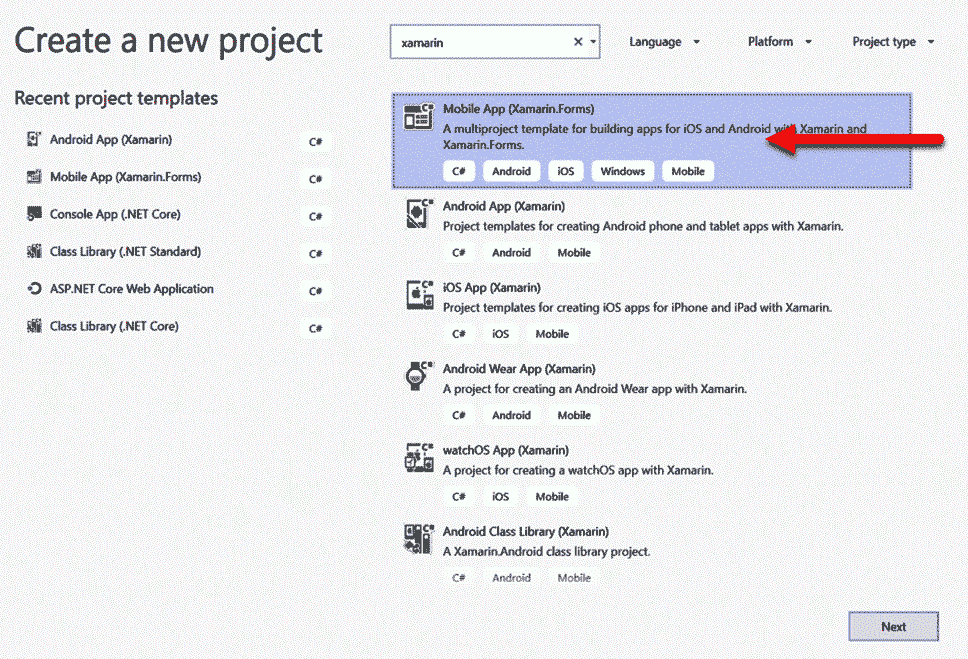 Create a new project
xamarin
Language
Platform
Project type
Recent project templates
Android App (Xamarin)
C#
Mobile App (Xamarin.Forms)
C#
Console App (.NET Core)
C#
Class Library (.NET Standard)
C#
ASP.NET Core Web Application
C#
Class Library (.NET Core)
C#
Mobile App (Xamarin.Forms)
A multiproject template for building apps for iOS and Android with Xamarin and
Xamarin.Forms.
C# Android iOS Windows Mobile
Android App (Xamarin)
Project templates for creating Android phone and tablet apps with Xamarin.
C# Android Mobile
iOS App (Xamarin)
Project templates for creating iOS apps for iPhone and iPad with Xamarin.
C# iOS Mobile
Android Wear App (Xamarin)
A project for creating an Android Wear app with Xamarin.
C# Android Mobile
watchOS App (Xamarin)
A project for creating a watchOS app with Xamarin.
C# iOS Mobile
Android Class Library (Xamarin)
A Xamarin.Android class library project.
C# Android Mobile
Next